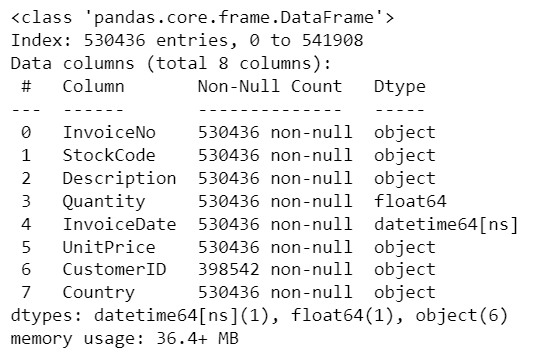 <class 'pandas.core.frame.DataFrame'>
Index: 530436 entries, 0 to 541908
Data columns (total 8 columns):
 #   Column       Non-Null Count   Dtype
---  ------       --------------   -----
 0   InvoiceNo    530436 non-null  object
 1   StockCode    530436 non-null  object
 2   Description  530436 non-null  object
 3   Quantity     530436 non-null  float64
 4   InvoiceDate  530436 non-null  datetime64[ns]
 5   UnitPrice    530436 non-null  object
 6   CustomerID   398542 non-null  object
 7   Country      530436 non-null  object
dtypes: datetime64[ns](1), float64(1), object(6)
memory usage: 36.4+ MB